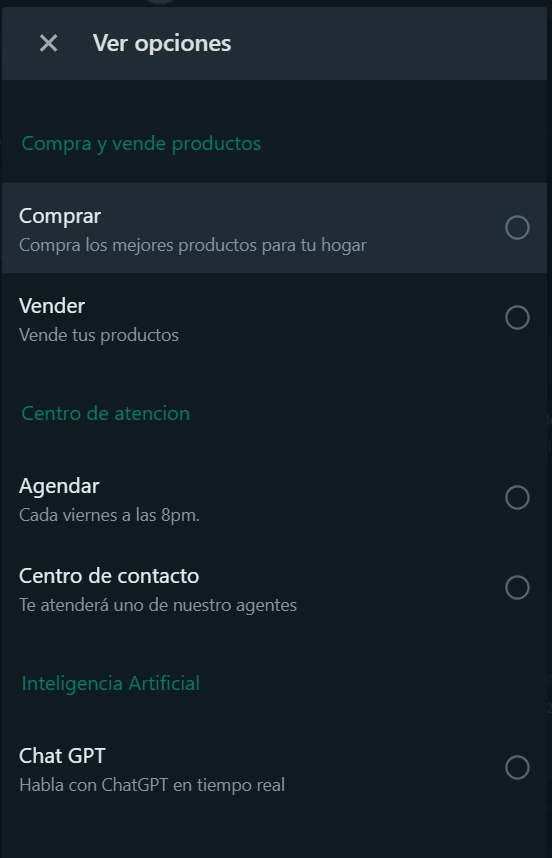 Ver opciones
Compra y vende productos
Comprar
Compra los mejores productos para tu hogar
Vender
Vende tus productos
Centro de atencion
Agendar
Cada viernes a las 8pm.
Centro de contacto
Te atenderá uno de nuestro agentes
Inteligencia Artificial
Chat GPT
Habla con ChatGPT en tiempo real